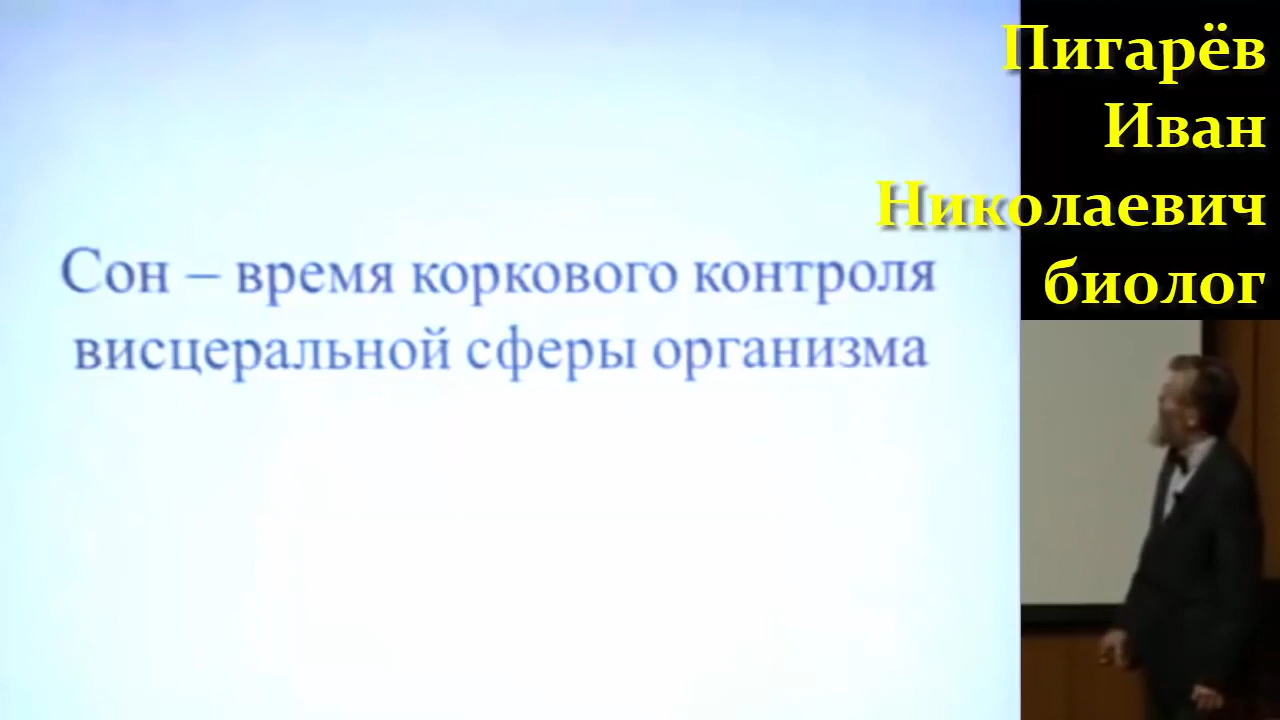 Сон – время коркового контроля
висцеральной сферы организма
Пигарёв
Иван
Николаевич
биолог